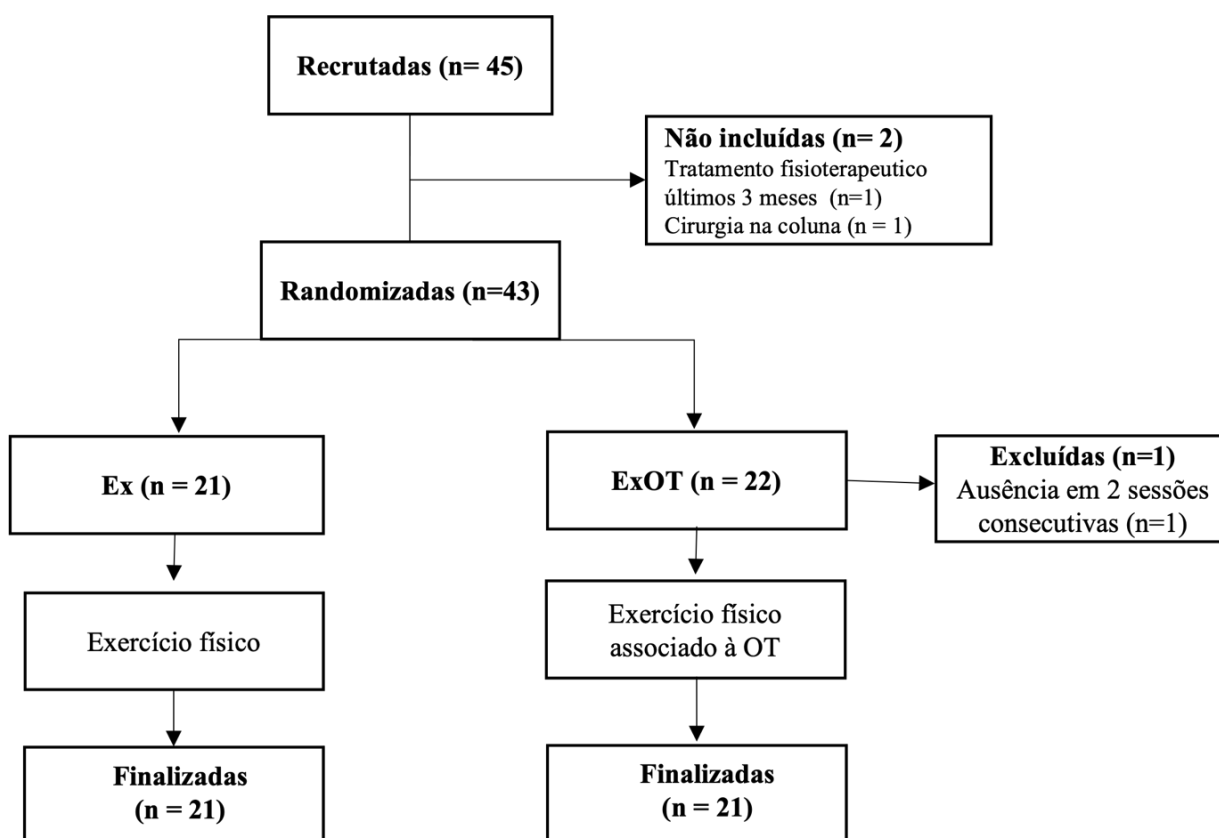 Recrutadas (n= 45)
Não incluídas (n= 2)
Tratamento fisioterapeutico
últimos 3 meses  (n=1)
Cirurgia na coluna (n = 1)
Randomizadas (n=43)
Ex (n = 21)
ExOT (n = 22)
Excluídas (n=1)
Ausência em 2 sessões
consecutivas (n=1)
Exercício físico
Exercício físico
associado à OT
Finalizadas
(n = 21)
Finalizadas
(n = 21)